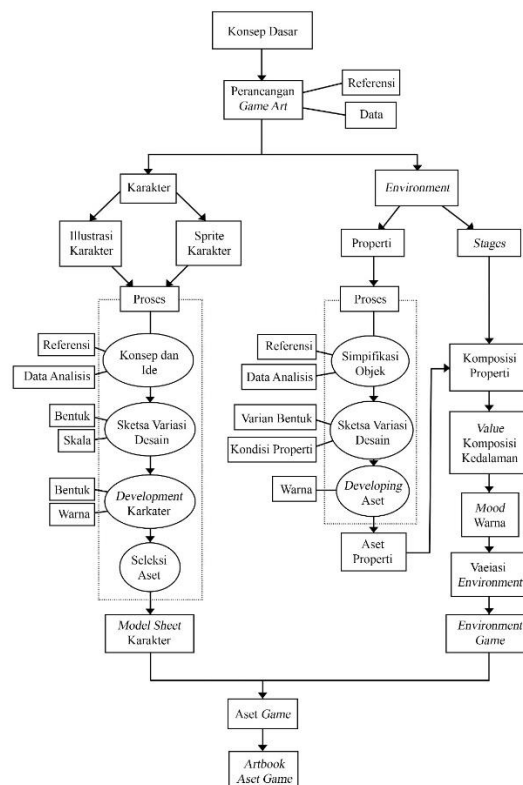 Konsep Dasar
Perancangan
Game Art
Referensi
Data
Karakter
Environment
Illustrasi
Karakter
Sprite
Karakter
Properti
Stages
Proses
Proses
Referensi
Konsep dan
Ide
Data Analisis
Referensi
Simpifikasi
Objek
Data Analisis
Komposisi
Properti
Bentuk
Skala
Sketsa Variasi
Desain
Varian Bentuk
Kondisi Properti
Sketsa Variasi
Desain
Value
Komposisi
Kedalaman
Bentuk
Warna
Development
Karkater
Warna
Developing
Aset
Mood
Warna
Seleksi
Aset
Aset
Properti
Vaeiasi
Environment
Model Sheet
Karakter
Environment
Game
Aset Game
Artbook
Aset Game